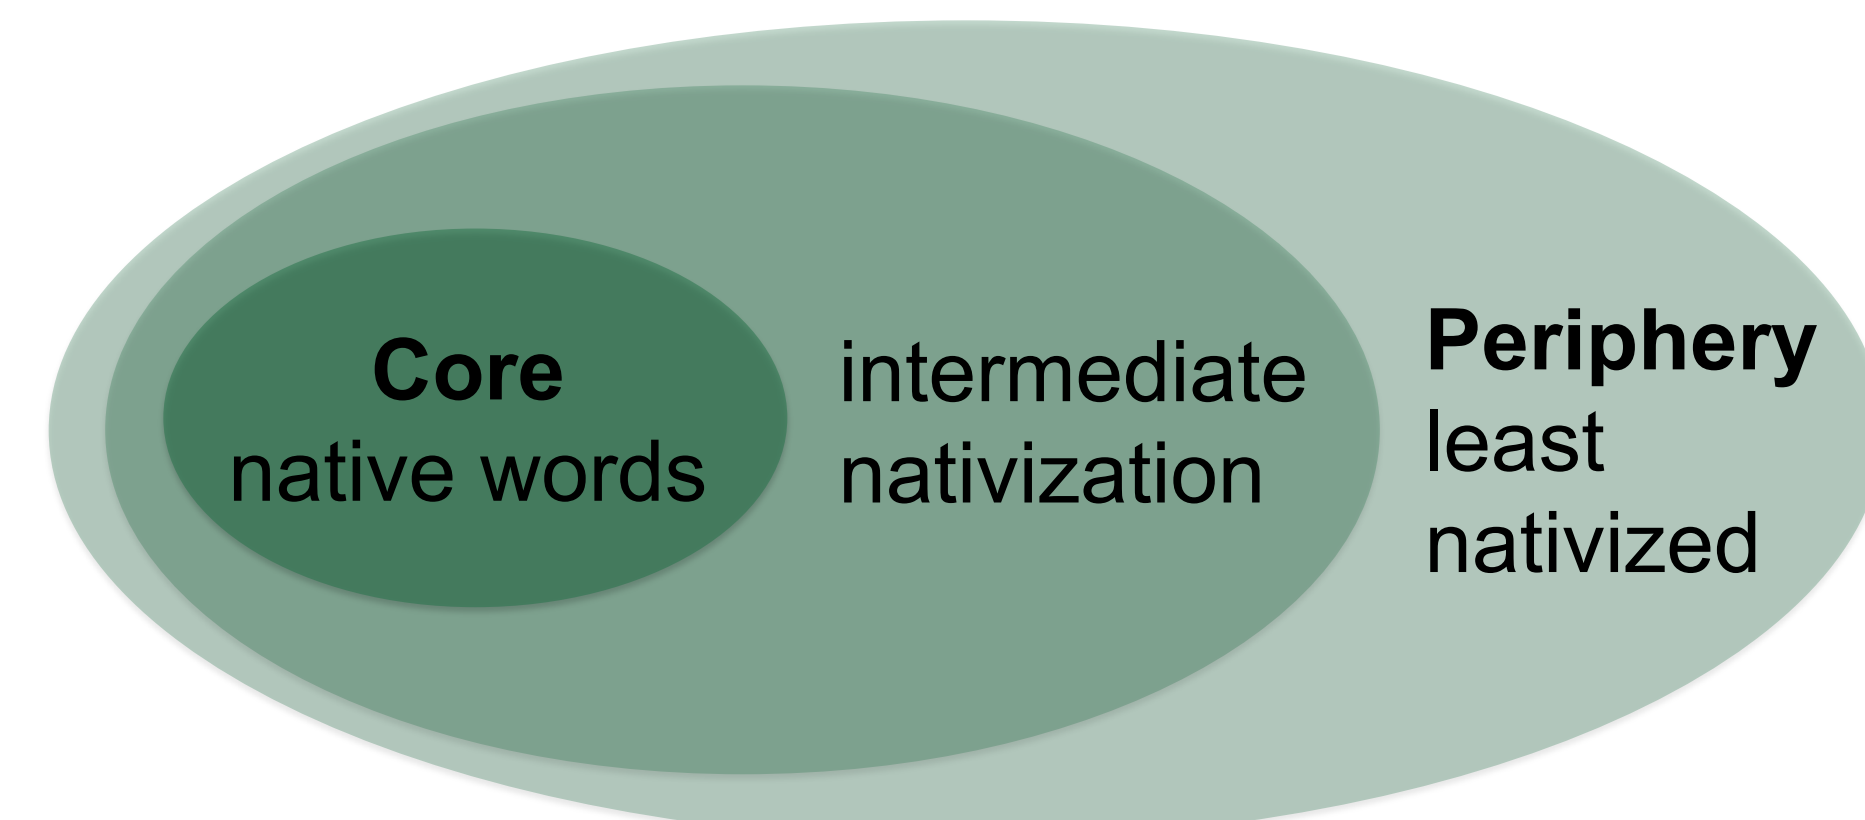 Core
native words
intermediate
nativization
Periphery
least
nativized